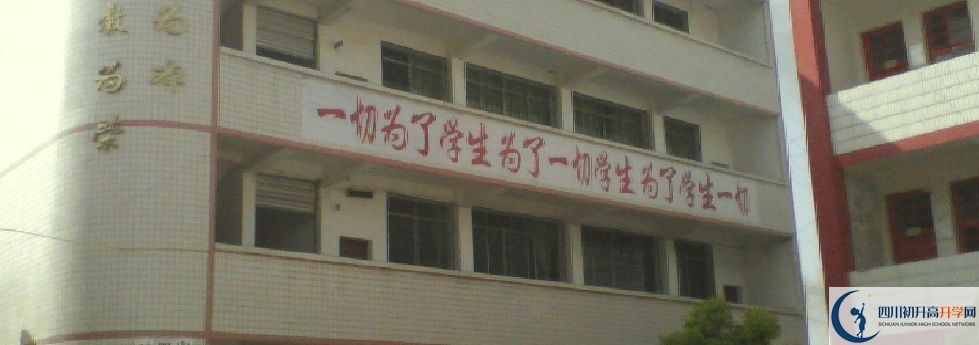 一切为了学生为了一切学生为了学生一切
四川初升高升学网
SICHUAN JUNIOR HIGH SCHOOL NETWORK